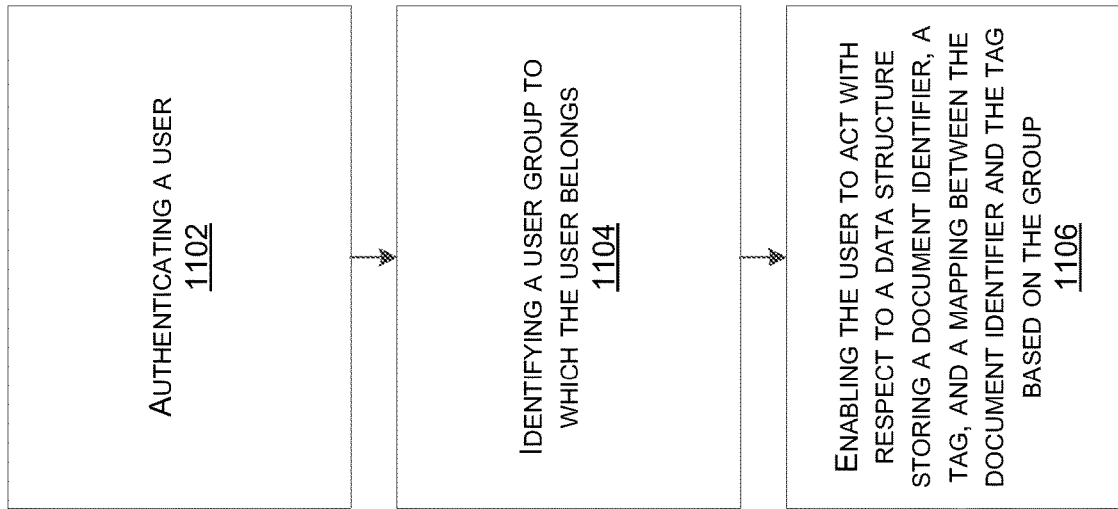 AUTHENTICATING A USER
1102
IDENTIFYING A USER GROUP TO
WHICH THE USER BELONGS
1104
ENABLING THE USER TO ACT WITH
RESPECT TO A DATA STRUCTURE
STORING A DOCUMENT IDENTIFIER, A
TAG, AND A MAPPING BETWEEN THE
DOCUMENT IDENTIFIER AND THE TAG
BASED ON THE GROUP
1106